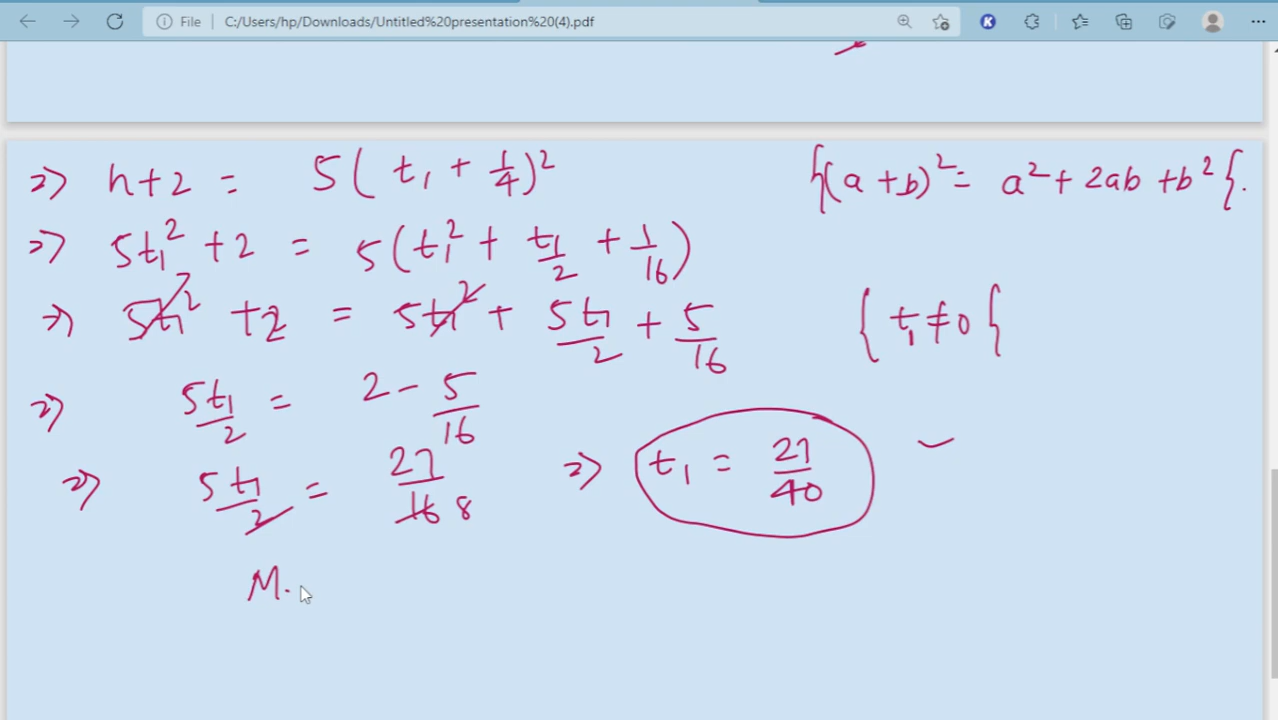 File C:/Users/hp/Downloads/Untitled%20presentation%20(4).pdf
⇒ h+2 = 5(t₁ + 1/4)² {(a+b)² = a² + 2ab + b²}.
⇒ 5t₁² + 2 = 5(t₁² + t₁/2 + 1/16)
⇒ 5t₁² + 2 = 5t₁² + 5t₁/2 + 5/16 {t₁ ≠ 0}
⇒ 5t₁/2 = 2 - 5/16
⇒ 5t₁/2 = 27/16 8 ⇒ t₁ = 27/40
M.